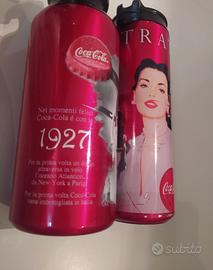 Coca-Cola
Nei momenti felici
Coca-Cola è con te
1927
Per la prima volta un
attraversa in volo
l'oceano Atlantico
da New York a Parigi.
Per la prima volta Coca-Cola
viene imbottigliata in Italia
TRA
Coca-Cola
subito